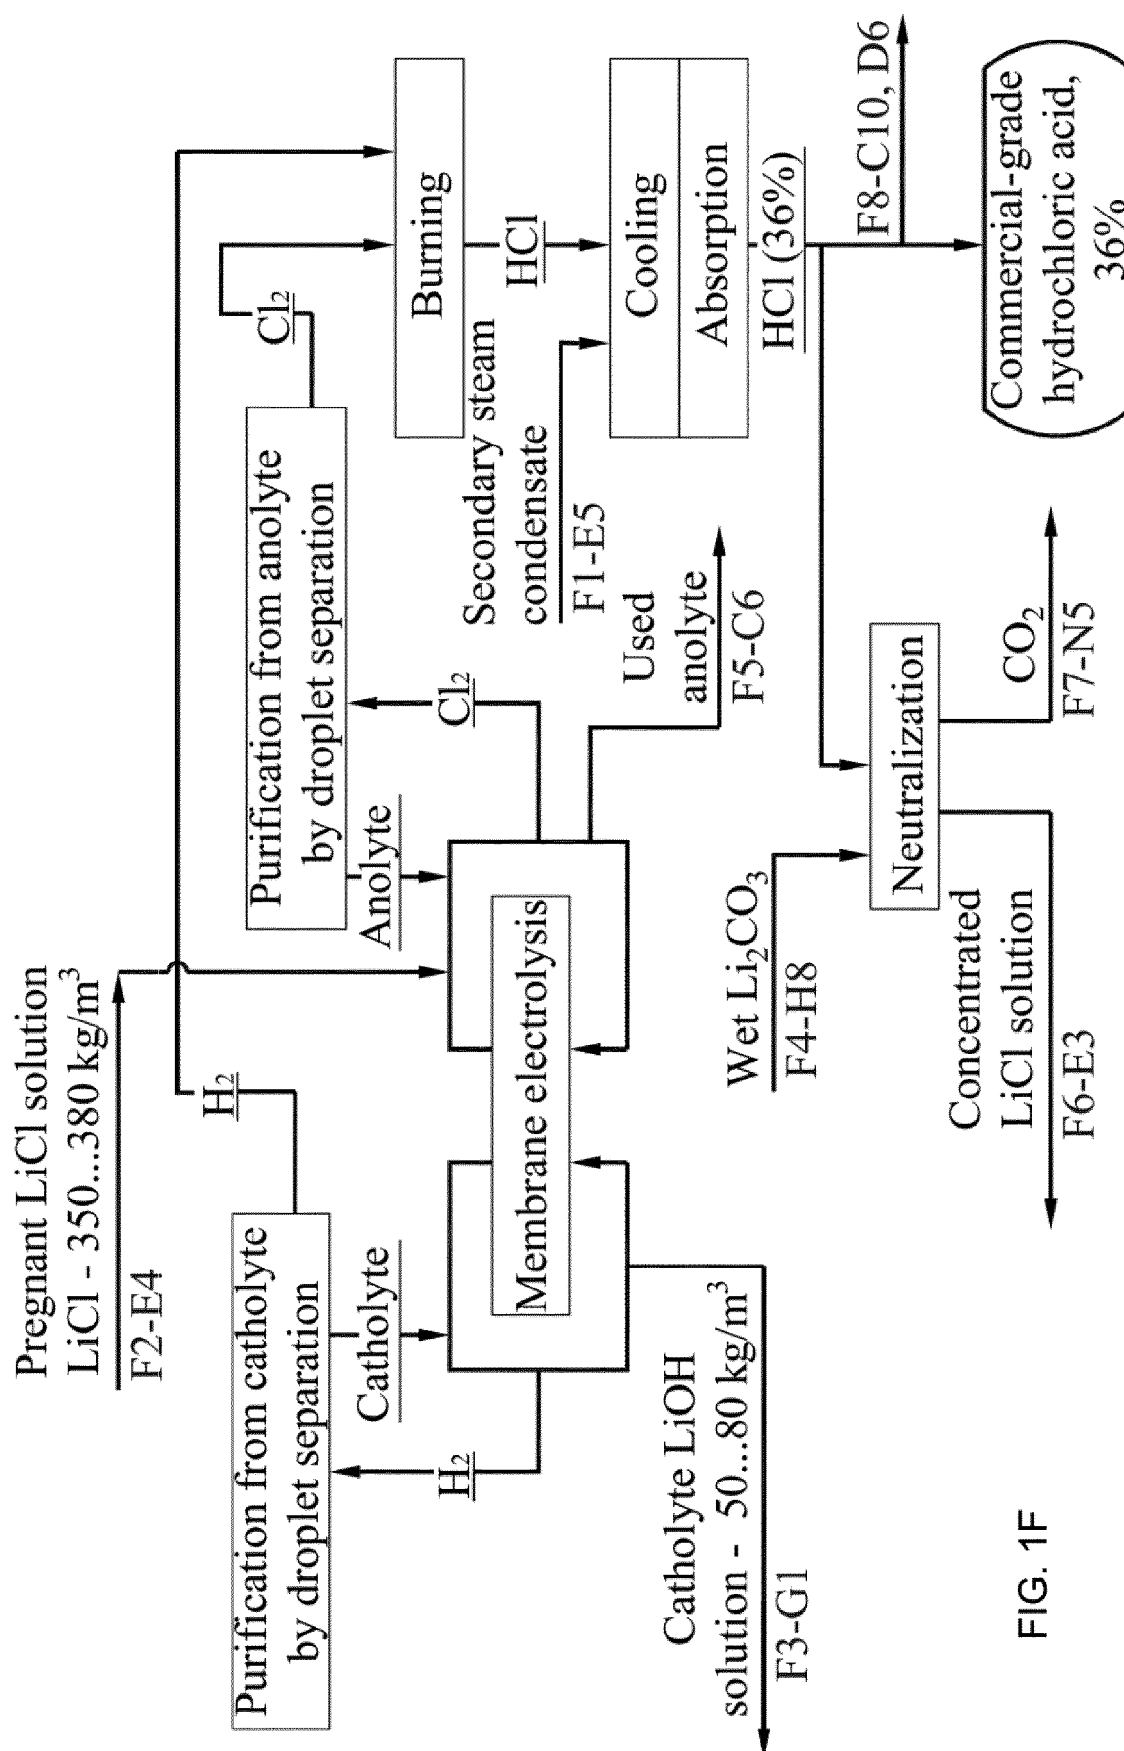 Pregnant LiCl solution
LiCl - 350...380 kg/m³
F2-E4
Purification from catholyte
by droplet separation
H₂
Catholyte
H₂
Purification from anolyte
by droplet separation
Cl₂
Anolyte
Cl₂
Membrane electrolysis
Burning
HCl
Secondary steam
condensate
F1-E5
Cooling
Absorption
HCl (36%)
Used
anolyte
F5-C6
Catholyte LiOH
solution - 50...80 kg/m³
F3-G1
Wet Li₂CO₃
F4-H8
Neutralization
Concentrated
LiCl solution
F6-E3
CO₂
F7-N5
F8-C10, D6
Commercial-grade
hydrochloric acid,
36%
FIG. 1F